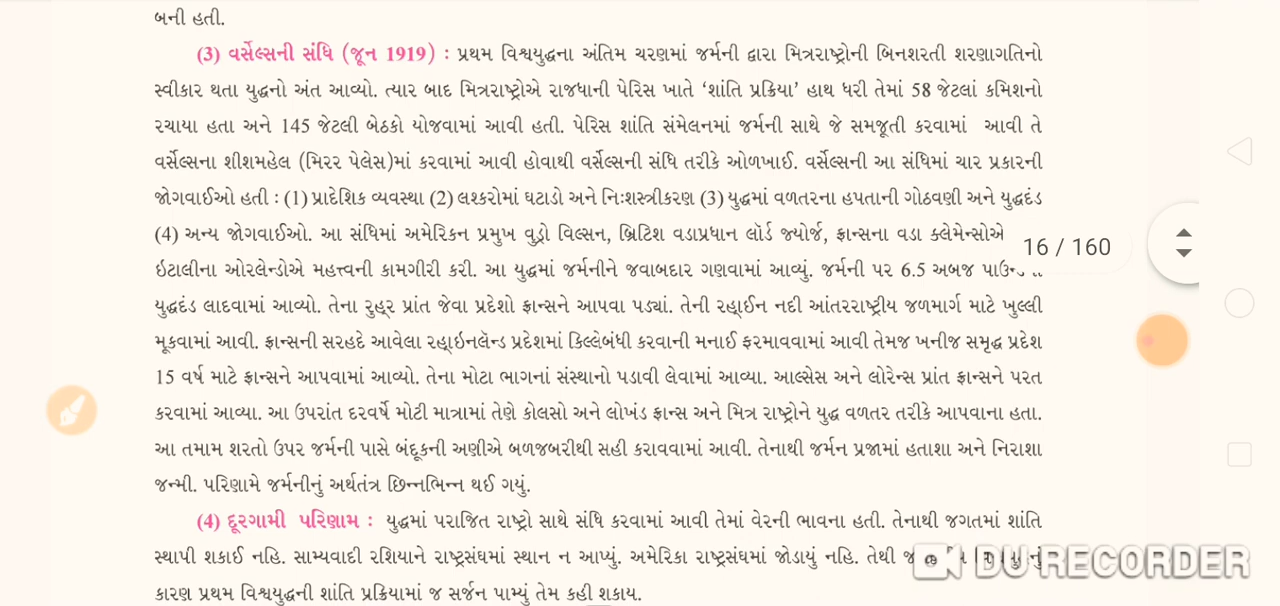 બની હતી.
(3) વર્સેલ્સની સંધિ (જૂન 1919) : પ્રથમ વિશ્વયુદ્ધના અંતિમ ચરણમાં જર્મની દ્વારા મિત્રરાષ્ટ્રોની બિનશરતી શરણાગતિનો
સ્વીકાર થતા યુદ્ધનો અંત આવ્યો. ત્યાર બાદ મિત્રરાષ્ટ્રોએ રાજધાની પેરિસ ખાતે ‘શાંતિ પ્રક્રિયા’ હાથ ધરી તેમાં 58 જેટલાં કમિશનો
રચાયા હતા અને 145 જેટલી બેઠકો યોજવામાં આવી હતી. પેરિસ શાંતિ સંમેલનમાં જર્મની સાથે જે સમજૂતી કરવામાં આવી તે
વર્સેલ્સના શીશમહેલ (મિરર પેલેસ)માં કરવામાં આવી હોવાથી વર્સેલ્સની સંધિ તરીકે ઓળખાઈ. વર્સેલ્સની આ સંધિમાં ચાર પ્રકારની
જોગવાઈઓ હતી : (1) પ્રાદેશિક વ્યવસ્થા (2) લશ્કરોમાં ઘટાડો અને નિઃશસ્ત્રીકરણ (3) યુદ્ધમાં વળતરના હપતાની ગોઠવણી અને યુદ્ધદંડ
(4) અન્ય જોગવાઈઓ. આ સંધિમાં અમેરિકન પ્રમુખ વુડ્રો વિલ્સન, બ્રિટિશ વડાપ્રધાન લૉર્ડ જ્યોર્જ, ફ્રાન્સના વડા ક્લેમેન્સોએ
16 / 160
ઇટાલીના ઓરલેન્ડોએ મહત્ત્વની કામગીરી કરી. આ યુદ્ધમાં જર્મનીને જવાબદાર ગણવામાં આવ્યું. જર્મની પર 6.5 અબજ
યુદ્ધદંડ લાદવામાં આવ્યો. તેના રુહ્ર પ્રાંત જેવા પ્રદેશો ફ્રાન્સને આપવા પડ્યાં. તેની રહાઈન નદી આંતરરાષ્ટ્રીય જળમાર્ગ માટે ખુલ્લી
મૂકવામાં આવી. ફ્રાન્સની સરહદે આવેલા રહાઇનલૅન્ડ પ્રદેશમાં કિલ્લેબંધી કરવાની મનાઈ ફરમાવવામાં આવી તેમજ ખનીજ સમૃદ્ધ પ્રદેશ
15 વર્ષ માટે ફ્રાન્સને આપવામાં આવ્યો. તેના મોટા ભાગનાં સંસ્થાનો પડાવી લેવામાં આવ્યા. આલ્સેસ અને લોરેન્સ પ્રાંત ફ્રાન્સને પરત
કરવામાં આવ્યા. આ ઉપરાંત દરવર્ષે મોટી માત્રામાં તેણે કોલસો અને લોખંડ ફ્રાન્સ અને મિત્ર રાષ્ટ્રોને યુદ્ધ વળતર તરીકે આપવાના હતા.
આ તમામ શરતો ઉપર જર્મની પાસે બંદૂકની અણીએ બળજબરીથી સહી કરાવવામાં આવી. તેનાથી જર્મન પ્રજામાં હતાશા અને નિરાશા
જન્મી. પરિણામે જર્મનીનું અર્થતંત્ર છિન્નભિન્ન થઈ ગયું.
(4) દૂરગામી પરિણામ : યુદ્ધમાં પરાજિત રાષ્ટ્રો સાથે સંધિ કરવામાં આવી તેમાં વેરની ભાવના હતી. તેનાથી જગતમાં શાંતિ
સ્થાપી શકાઈ નહિ. સામ્યવાદી રશિયાને રાષ્ટ્રસંઘમાં સ્થાન ન આપ્યું. અમેરિકા રાષ્ટ્રસંઘમાં જોડાયું નહિ. તેથી
DU RECORDER
કારણ પ્રથમ વિશ્વયુદ્ધની શાંતિ પ્રક્રિયામાં જ સર્જન પામ્યું તેમ કહી શકાય.